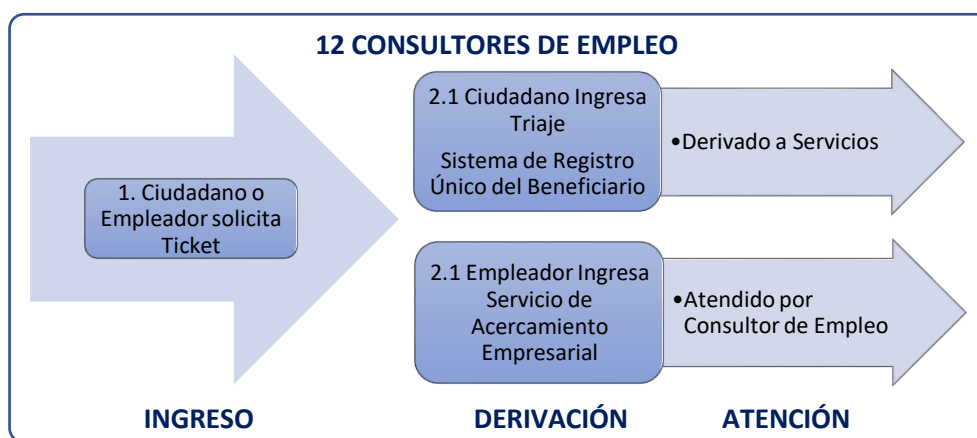 12 CONSULTORES DE EMPLEO
1. Ciudadano o
Empleador solicita
Ticket
2.1 Ciudadano Ingresa
Triaje
Sistema de Registro
Único del Beneficiario
•Derivado a Servicios
2.1 Empleador Ingresa
Servicio de
Acercamiento
Empresarial
•Atendido por
Consultor de Empleo
INGRESO
DERIVACIÓN
ATENCIÓN